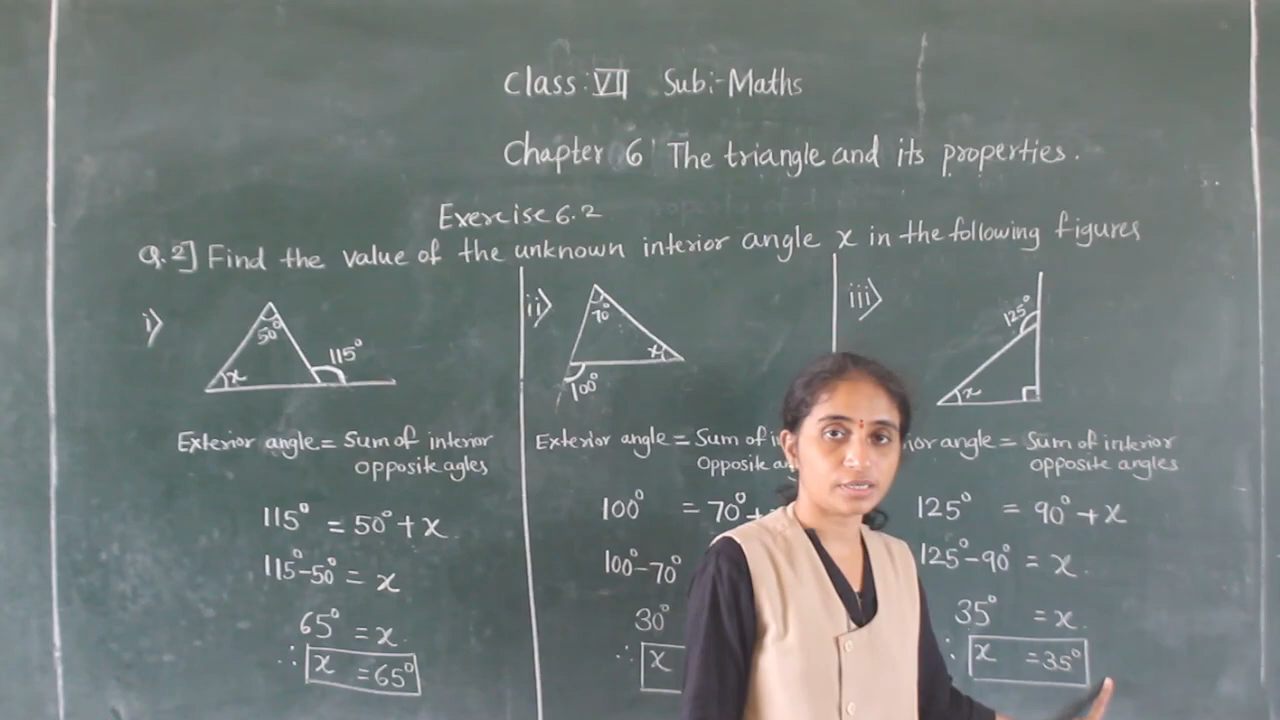 Class : VII Sub:- Maths
Chapter 6 The triangle and its properties.
Exercise 6.2
Q.2] Find the value of the unknown interior angle x in the following figures
i)
50°
x
115°
Exterior angle = Sum of interior
opposite agles
115° = 50° + x.
115° - 50° = x
65° = x.
∴ x = 65°
ii)
70°
x
100°
Exterior angle = Sum of
Opposite
100° = 70° +
100° - 70°
30°
∴ x
iii)
125°
x
angle = Sum of interior
opposite angles
125° = 90° + x
125° - 90° = x.
35° = x.
∴ x = 35°